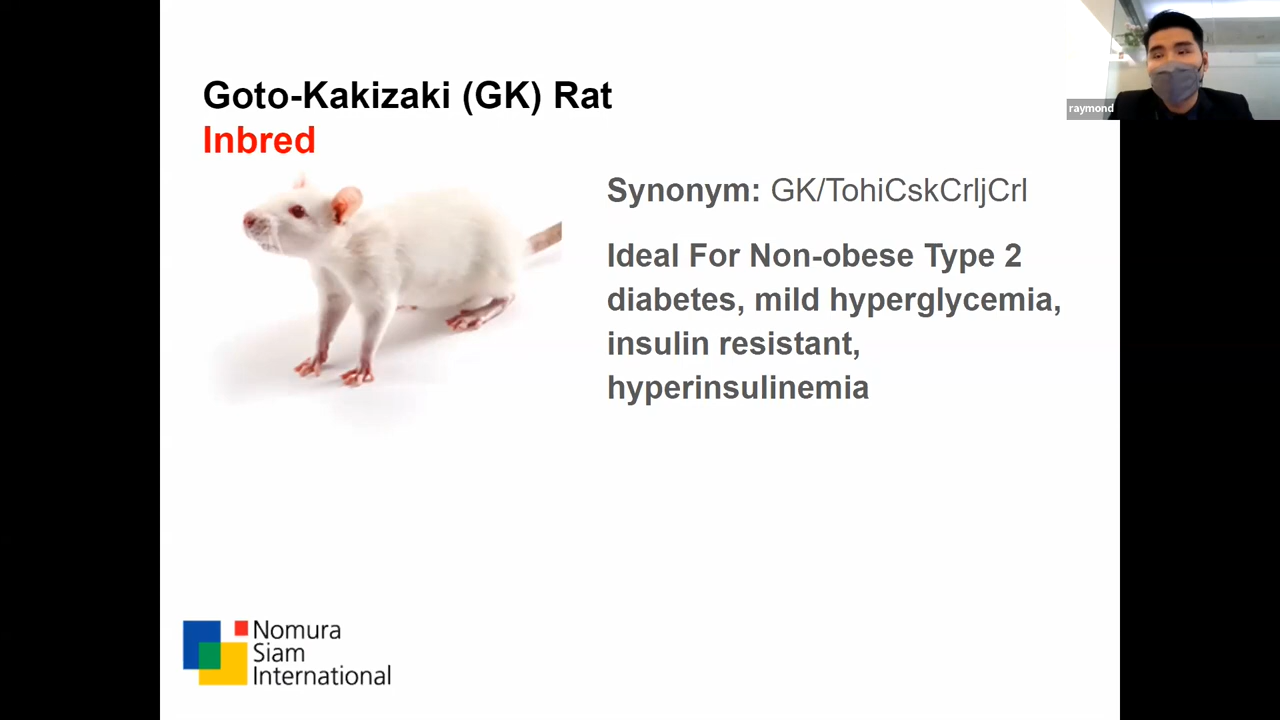 Goto-Kakizaki (GK) Rat
Inbred
raymond
Synonym: GK/TohiCskCrljCrl
Ideal For Non-obese Type 2
diabetes, mild hyperglycemia,
insulin resistant,
hyperinsulinemia
Nomura
Siam
International